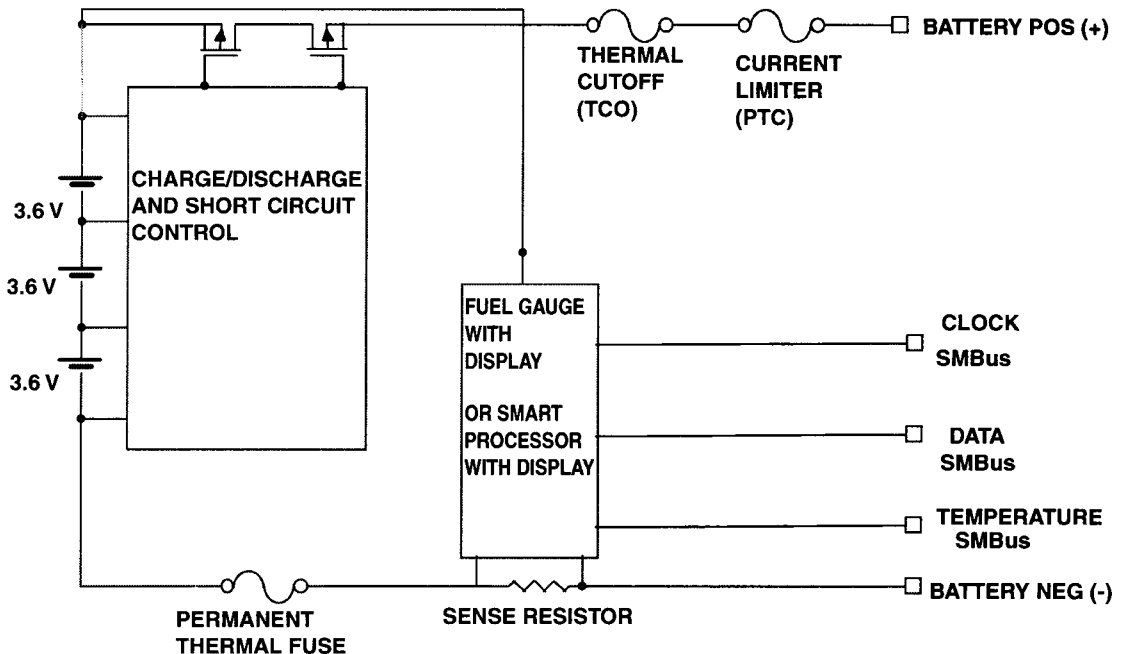 BATTERY POS (+)
THERMAL
CUTOFF
(TCO)
CURRENT
LIMITER
(PTC)
CHARGE/DISCHARGE
AND SHORT CIRCUIT
CONTROL
3.6 V
3.6 V
3.6 V
FUEL GAUGE
WITH
DISPLAY
OR SMART
PROCESSOR
WITH DISPLAY
CLOCK
SMBus
DATA
SMBus
TEMPERATURE
SMBus
BATTERY NEG (-)
SENSE RESISTOR
PERMANENT
THERMAL FUSE